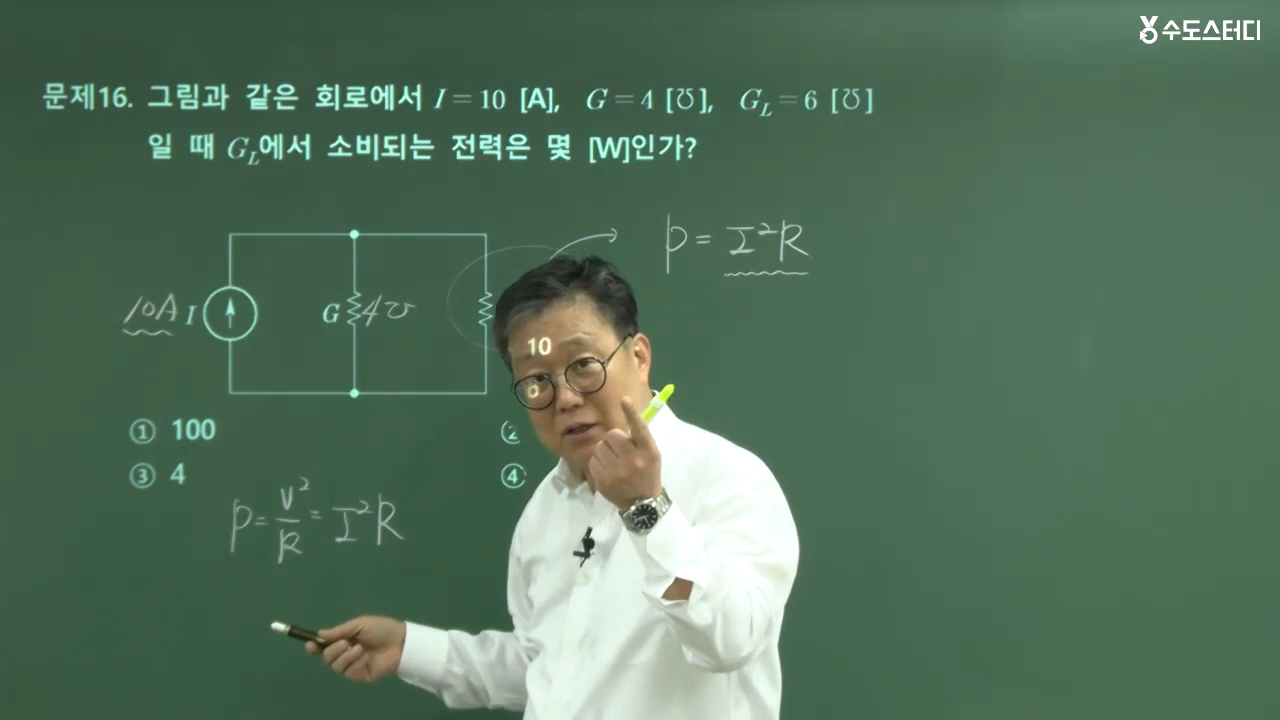 수도스터디
문제16. 그림과 같은 회로에서 I = 10 [A], G = 4 [℧], G_L = 6 [℧]
일 때 G_L에서 소비되는 전력은 몇 [W]인가?
P = I²R
10A I G 4℧
10
① 100 ②
③ 4 ④
P = V²/R = I²R